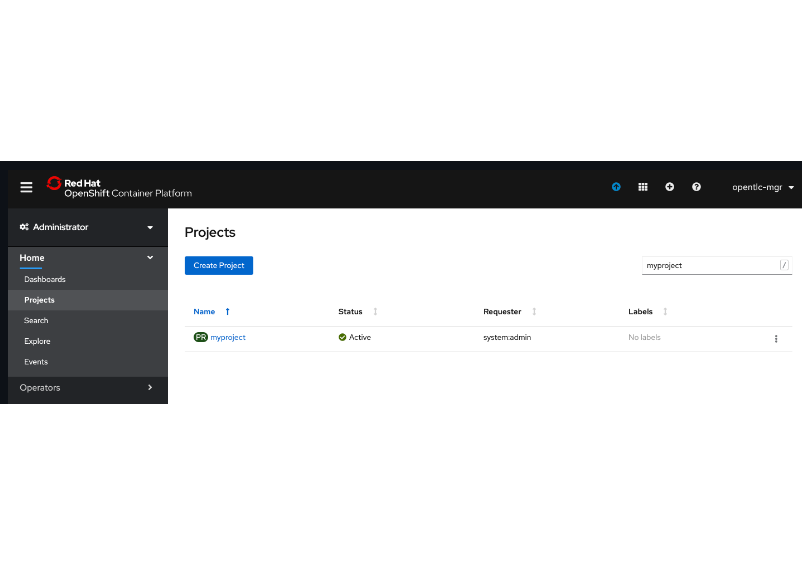 Red Hat
OpenShift Container Platform
opentlc-mgr
Administrator
Home
Dashboards
Projects
Search
Explore
Events
Operators
Projects
Create Project
myproject /
Name Status Requester Labels
PR myproject Active system:admin No labels